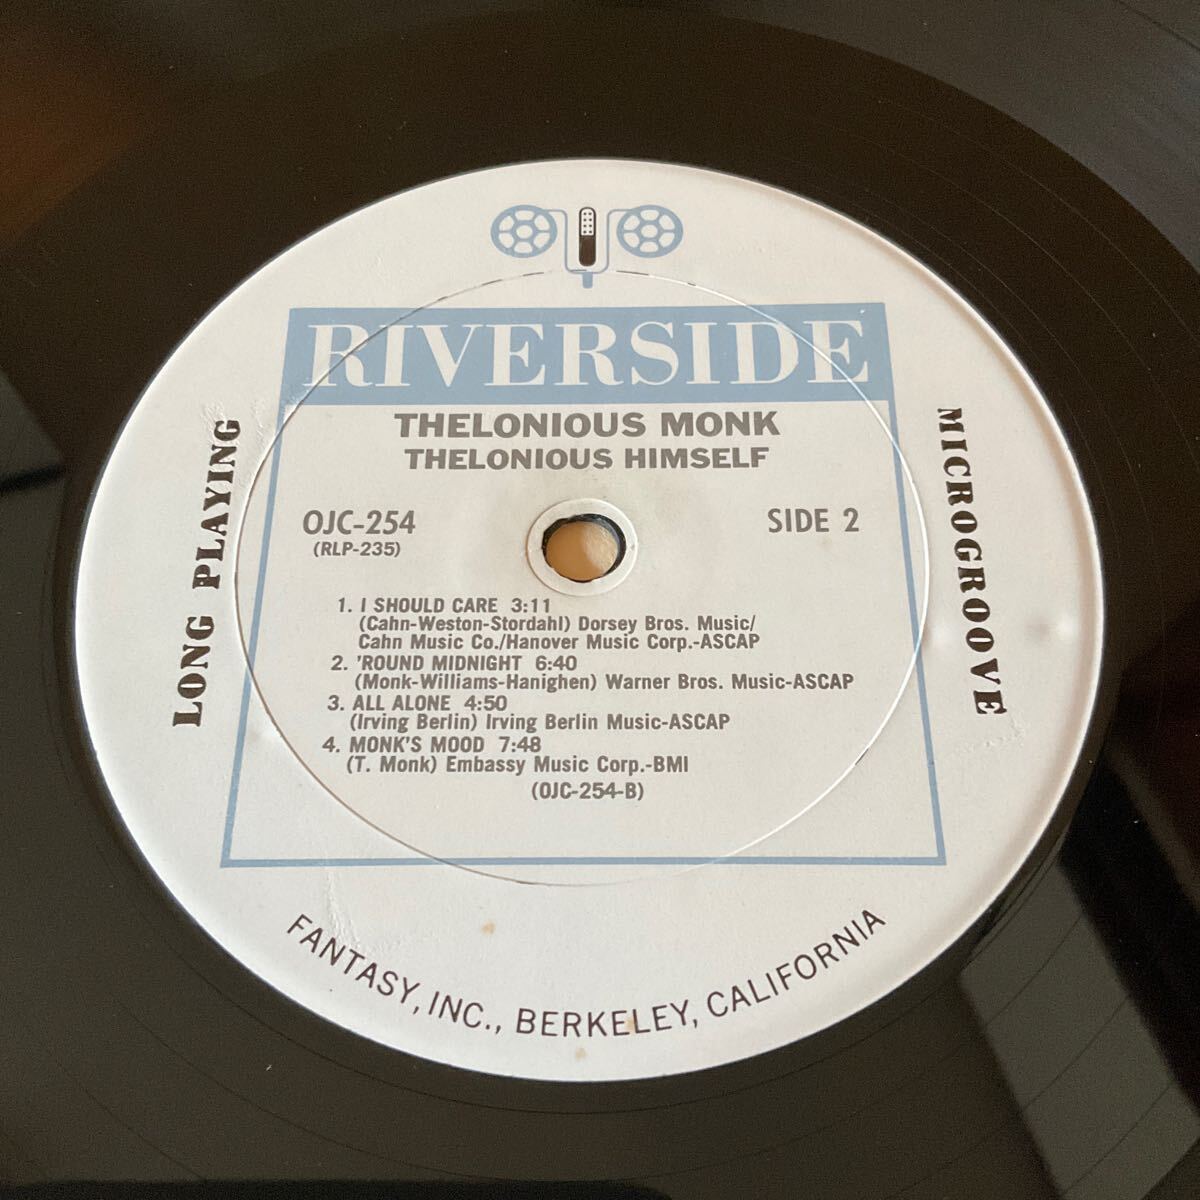 RIVERSIDE
THELONIOUS MONK
THELONIOUS HIMSELF
OJC-254
(RLP-235)
SIDE 2
LONG PLAYING
MICROGROOVE
1. I SHOULD CARE 3:11
(Cahn-Weston-Stordahl) Dorsey Bros. Music/
Cahn Music Co./Hanover Music Corp.-ASCAP
2. 'ROUND MIDNIGHT 6:40
(Monk-Williams-Hanighen) Warner Bros. Music-ASCAP
3. ALL ALONE 4:50
(Irving Berlin) Irving Berlin Music-ASCAP
4. MONK'S MOOD 7:48
(T. Monk) Embassy Music Corp.-BMI
(OJC-254-B)
FANTASY, INC., BERKELEY, CALIFORNIA